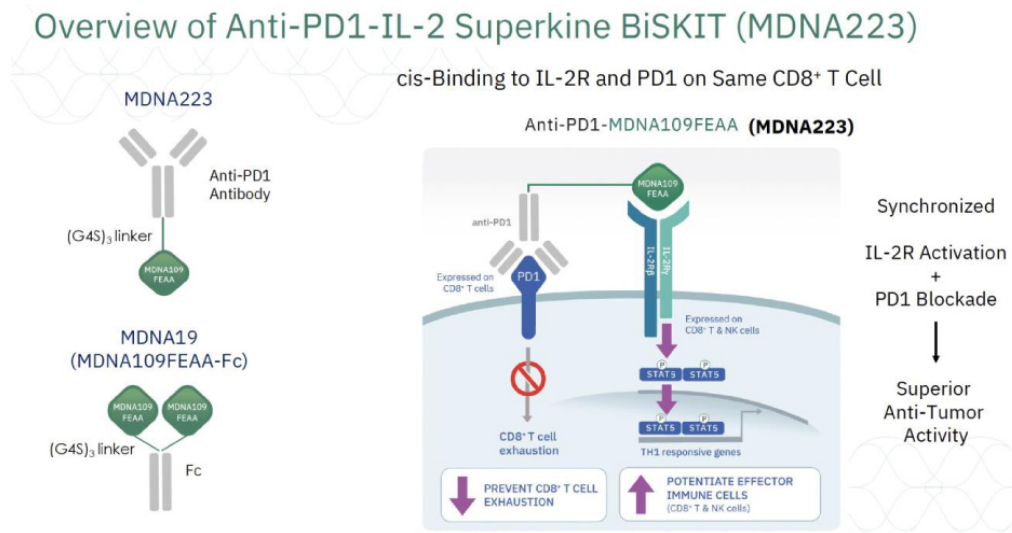 Overview of Anti-PD1-IL-2 Superkine BiSKIT (MDNA223)
MDNA223
Anti-PD1
Antibody
(G4S)₃ linker
MDNA109
FEAA
MDNA19
(MDNA109FEAA-Fc)
MDNA109
FEAA
MDNA109
FEAA
(G4S)₃ linker
Fc
cis-Binding to IL-2R and PD1 on Same CD8⁺ T Cell
Anti-PD1-MDNA109FEAA (MDNA223)
MDNA109
FEAA
anti-PD1
IL-2Rβ
IL-2Rγ
Expressed on
CD8⁺ T cells
PD1
Expressed on
CD8⁺ T & NK cells
P
P
STAT5
STAT5
P
P
STAT5
STAT5
CD8⁺ T cell
exhaustion
TH1 responsive genes
PREVENT CD8⁺ T CELL
EXHAUSTION
POTENTIATE EFFECTOR
IMMUNE CELLS
(CD8⁺ T & NK cells)
Synchronized
IL-2R Activation
+
PD1 Blockade
Superior
Anti-Tumor
Activity